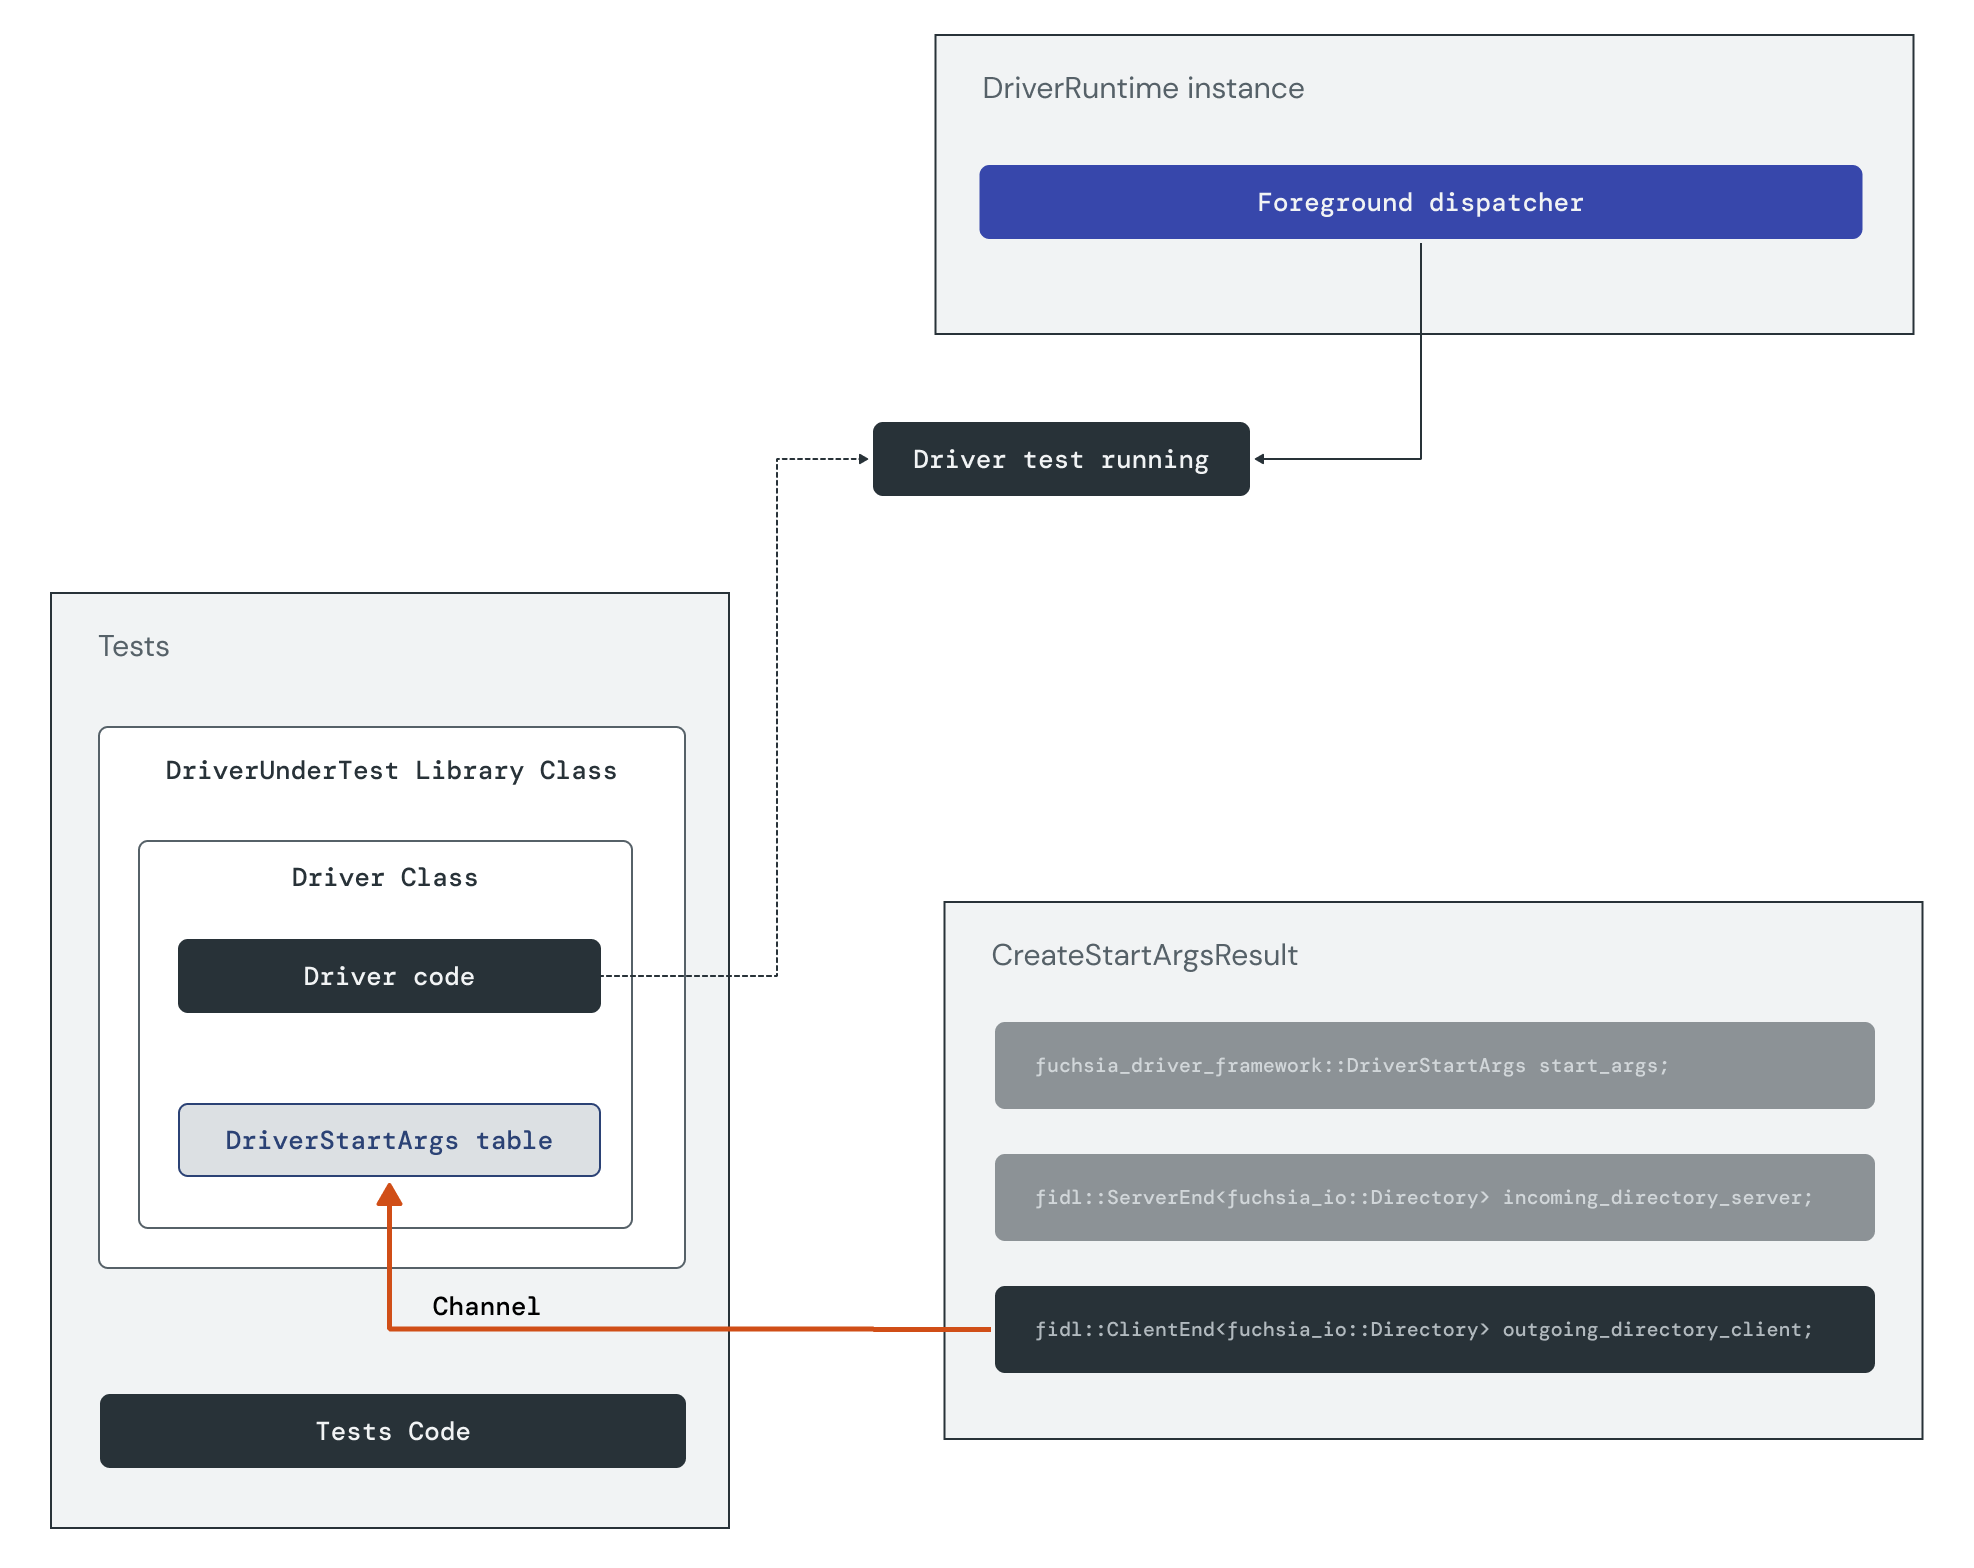 DriverRuntime instance
Foreground dispatcher
Driver test running
Tests
DriverUnderTest Library Class
Driver Class
Driver code
DriverStartArgs table
Channel
Tests Code
CreateStartArgsResult
fuchsia_driver_framework::DriverStartArgs start_args;
fidl::ServerEnd<fuchsia_io::Directory> incoming_directory_server;
fidl::ClientEnd<fuchsia_io::Directory> outgoing_directory_client;